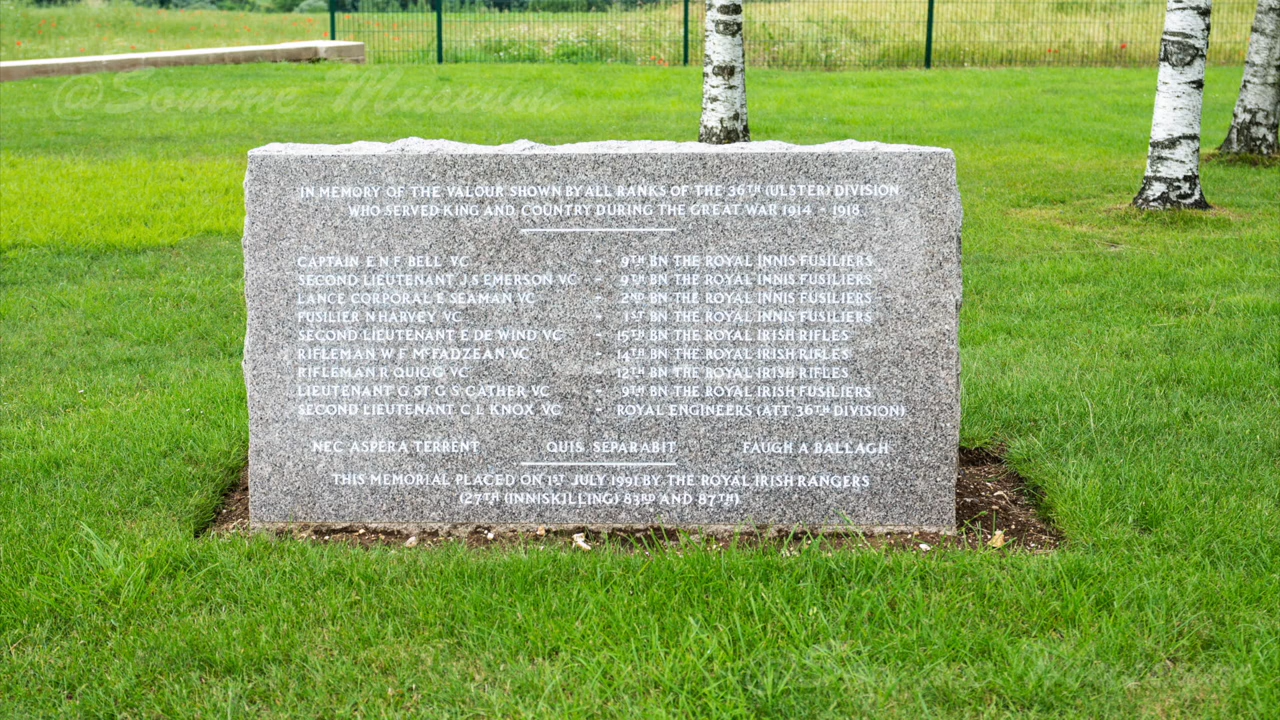 @Somme Museum
IN MEMORY OF THE VALOUR SHOWN BY ALL RANKS OF THE 36TH (ULSTER) DIVISION
WHO SERVED KING AND COUNTRY DURING THE GREAT WAR 1914 - 1918
CAPTAIN E N F BELL VC - 9TH BN THE ROYAL INNIS FUSILIERS
SECOND LIEUTENANT J S EMERSON VC - 9TH BN THE ROYAL INNIS FUSILIERS
LANCE CORPORAL E SEAMAN VC - 2ND BN THE ROYAL INNIS FUSILIERS
FUSILIER N HARVEY VC - 1ST BN THE ROYAL INNIS FUSILIERS
SECOND LIEUTENANT E DE WIND VC - 15TH BN THE ROYAL IRISH RIFLES
RIFLEMAN W F McFADZEAN VC - 14TH BN THE ROYAL IRISH RIFLES
RIFLEMAN R QUIGG VC - 12TH BN THE ROYAL IRISH RIFLES
LIEUTENANT G ST G S CATHER VC - 9TH BN THE ROYAL IRISH FUSILIERS
SECOND LIEUTENANT C L KNOX VC - ROYAL ENGINEERS (ATT 36TH DIVISION)
NEC ASPERA TERRENT QUIS SEPARABIT FAUGH A BALLAGH
THIS MEMORIAL PLACED ON 1ST JULY 1991 BY THE ROYAL IRISH RANGERS
(27TH (INNISKILLING) 83RD AND 87TH)